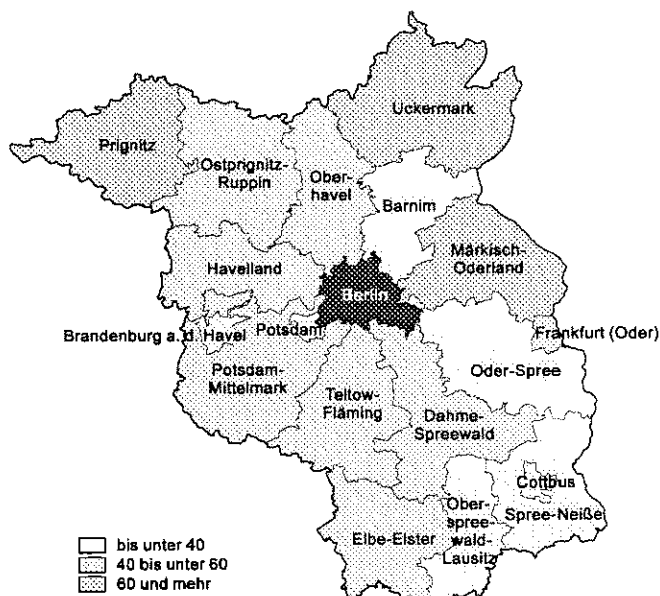 Uckermark
Prignitz
Ostprignitz-
Ruppin
Ober-
havel
Barnim
Märkisch-
Oderland
Havelland
Berlin
Brandenburg a. d. Havel
Potsdam
Frankfurt (Oder)
Potsdam-
Mittelmark
Oder-Spree
Teltow-
Fläming
Dahme-
Spreewald
Cottbus
Spree-Neiße
Elbe-Elster
Ober-
spree-
wald-
Lausitz
bis unter 40
40 bis unter 60
60 und mehr